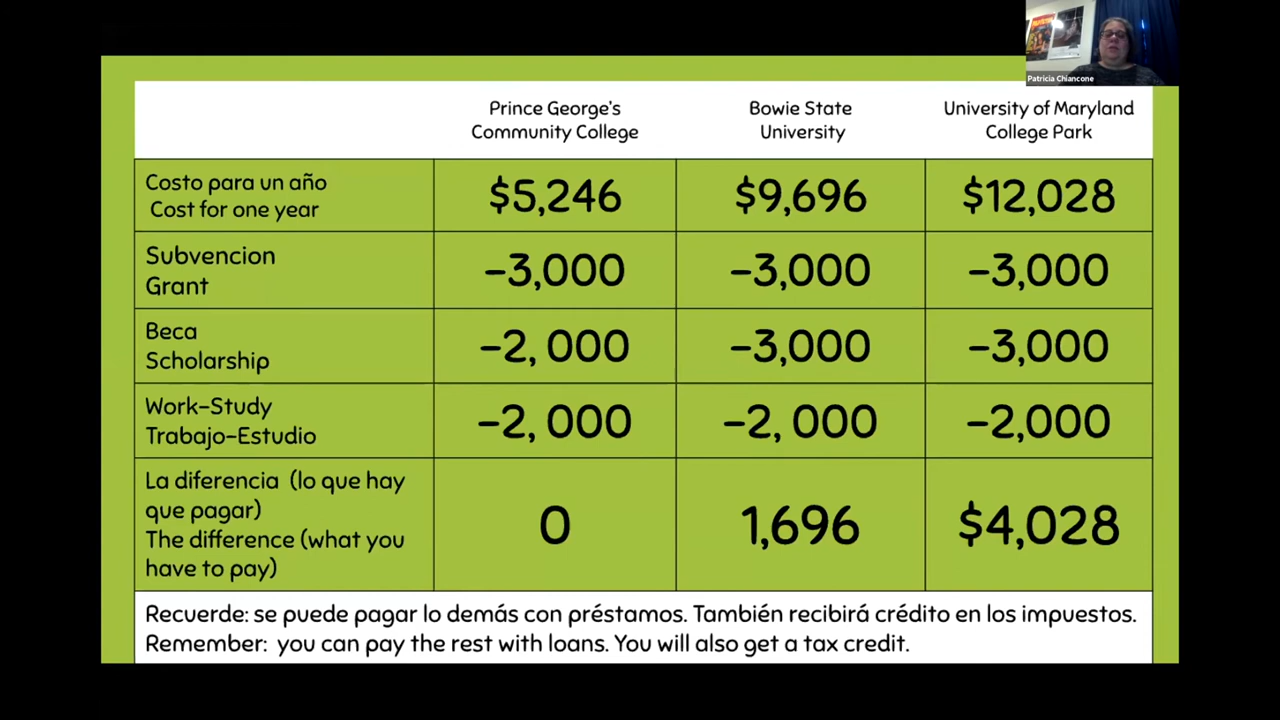 Patricia Chiancone
Prince George's
Community College
Bowie State
University
University of Maryland
College Park
Costo para un año
Cost for one year
$5,246
$9,696
$12,028
Subvencion
Grant
-3,000
-3,000
-3,000
Beca
Scholarship
-2, 000
-3,000
-3,000
Work-Study
Trabajo-Estudio
-2, 000
-2, 000
-2,000
La diferencia (lo que hay
que pagar)
The difference (what you
have to pay)
0
1,696
$4,028
Recuerde: se puede pagar lo demás con préstamos. También recibirá crédito en los impuestos.
Remember: you can pay the rest with loans. You will also get a tax credit.